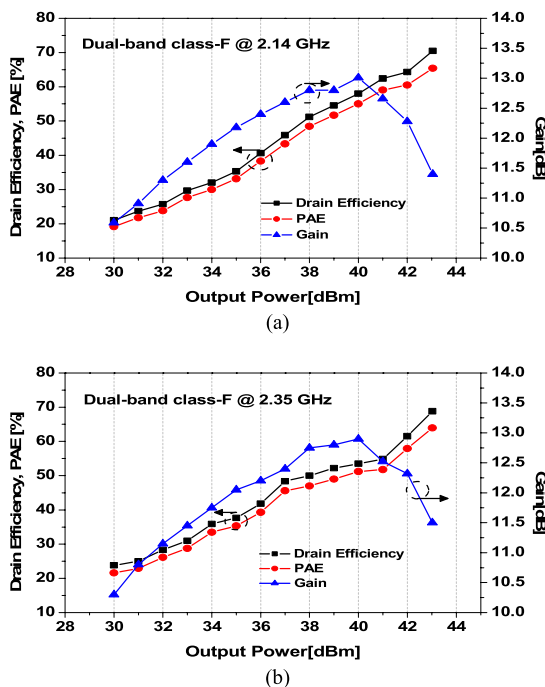 (a)
Dual-band class-F @ 2.14 GHz
Drain Efficiency, PAE [%]
80
70
60
50
40
30
20
10
Gain[dB]
14.0
13.5
13.0
12.5
12.0
11.5
11.0
10.5
10.0
Drain Efficiency
PAE
Gain
28 30 32 34 36 38 40 42 44
Output Power[dBm]
(a)
Dual-band class-F @ 2.35 GHz
Drain Efficiency, PAE [%]
80
70
60
50
40
30
20
10
Gain[dB]
14.0
13.5
13.0
12.5
12.0
11.5
11.0
10.5
10.0
Drain Efficiency
PAE
Gain
28 30 32 34 36 38 40 42 44
Output Power[dBm]
(b)